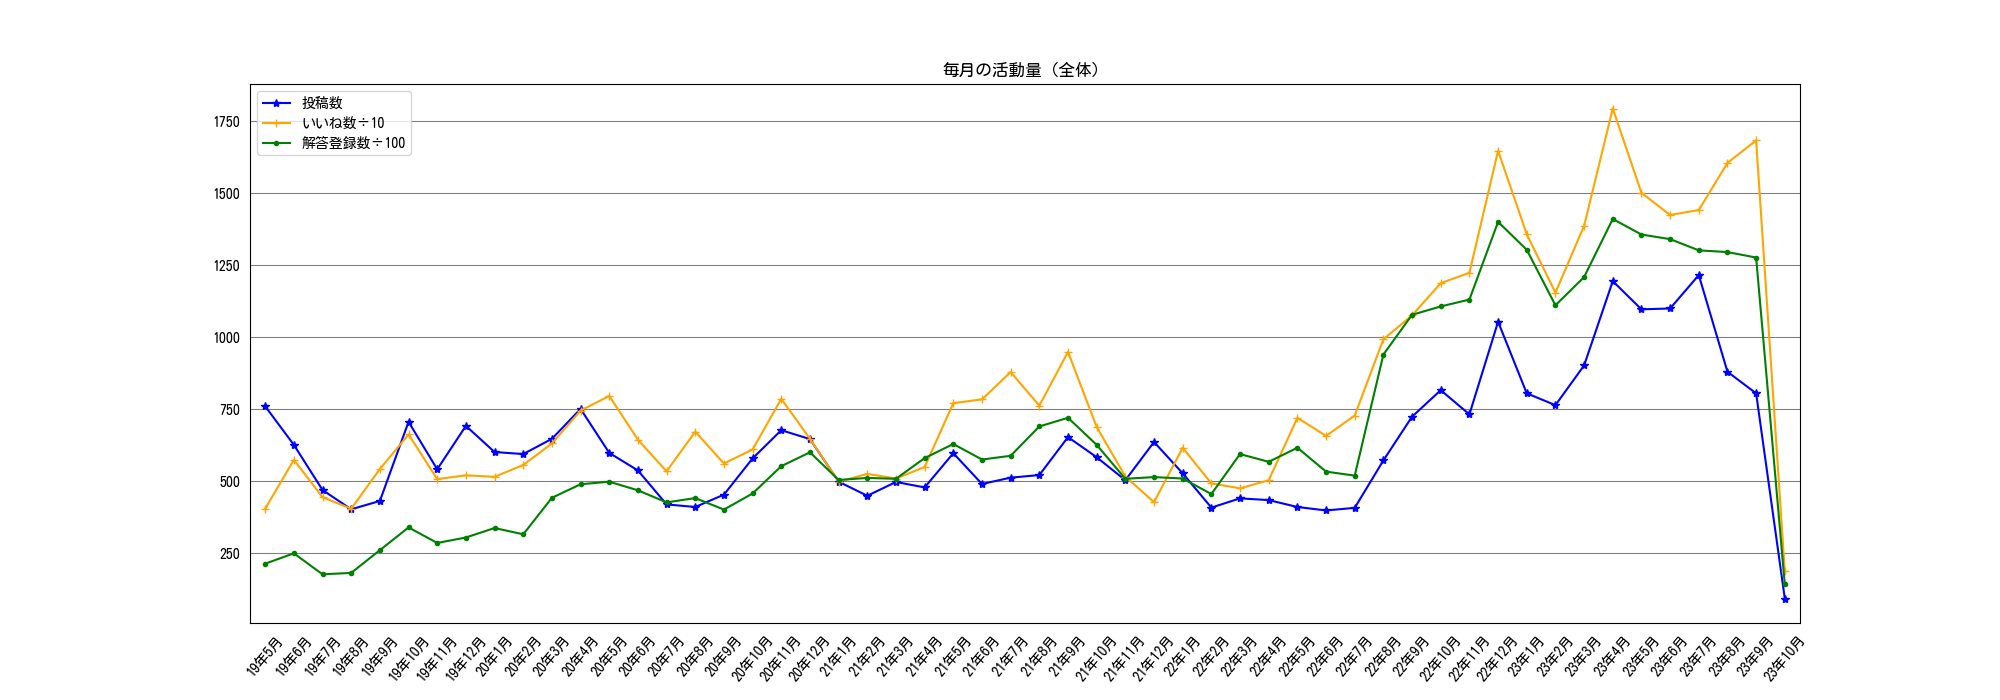 毎月の活動量（全体）
投稿数
いいね数÷10
解答登録数÷100
1750
1500
1250
1000
750
500
250
19年5月
19年6月
19年7月
19年8月
19年9月
19年10月
19年11月
19年12月
20年1月
20年2月
20年3月
20年4月
20年5月
20年6月
20年7月
20年8月
20年9月
20年10月
20年11月
20年12月
21年1月
21年2月
21年3月
21年4月
21年5月
21年6月
21年7月
21年8月
21年9月
21年10月
21年11月
21年12月
22年1月
22年2月
22年3月
22年4月
22年5月
22年6月
22年7月
22年8月
22年9月
22年10月
22年11月
22年12月
23年1月
23年2月
23年3月
23年4月
23年5月
23年6月
23年7月
23年8月
23年9月
23年10月